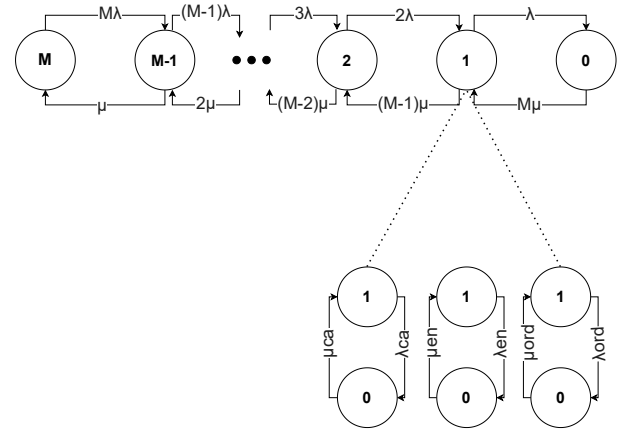 Mλ (M-1)λ 3λ 2λ λ
M M-1 ••• 2 1 0
μ 2μ (M-2)μ (M-1)μ Mμ
1 1 1
μca λca μen λen μord λord
0 0 0